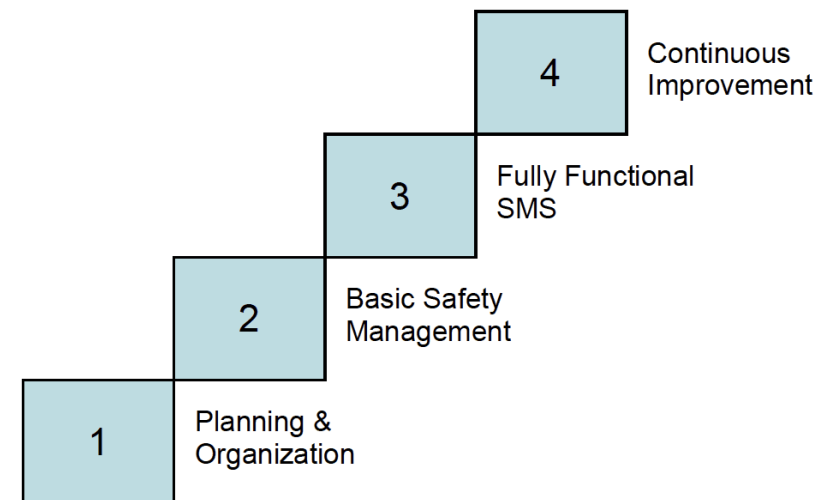 4
Continuous
Improvement
3
Fully Functional
SMS
2
Basic Safety
Management
1
Planning &
Organization